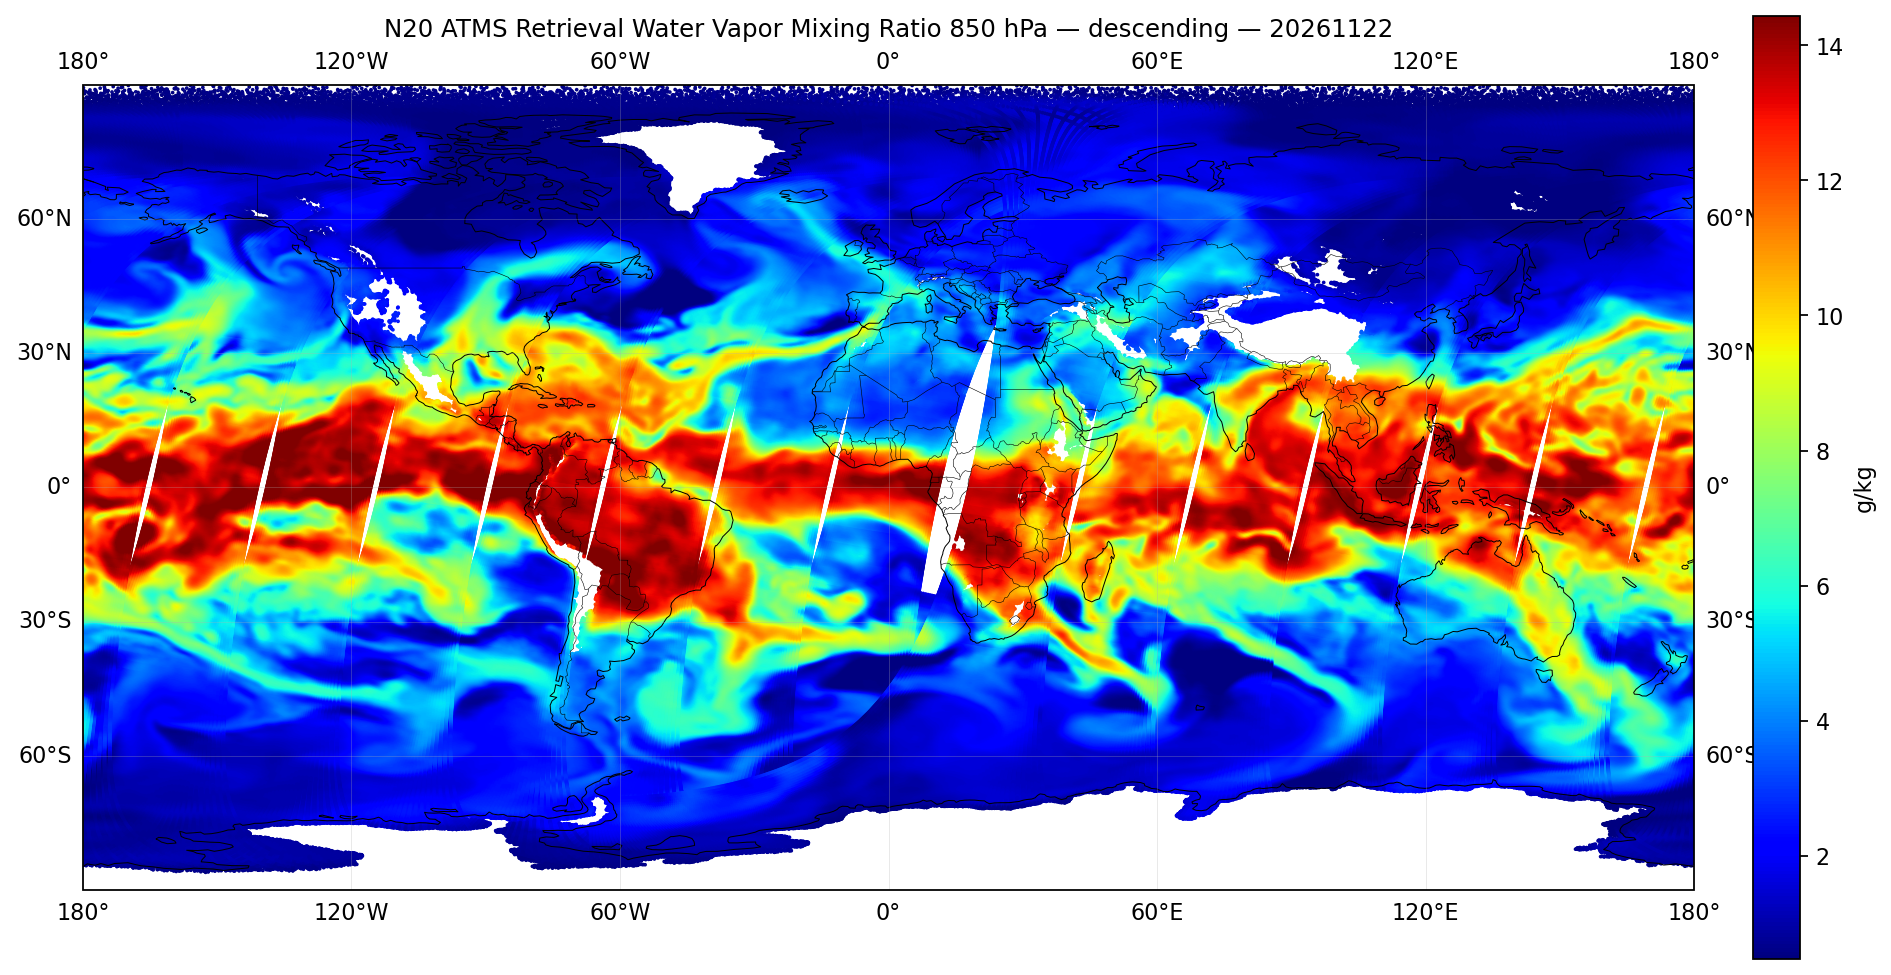 N20 ATMS Retrieval Water Vapor Mixing Ratio 850 hPa — descending — 20261122
180° 120°W 60°W 0° 60°E 120°E 180°
60°N 60°N
30°N 30°N
0° 0°
30°S 30°S
60°S 60°S
180° 120°W 60°W 0° 60°E 120°E 180°
14
12
10
8
6
4
2
g/kg